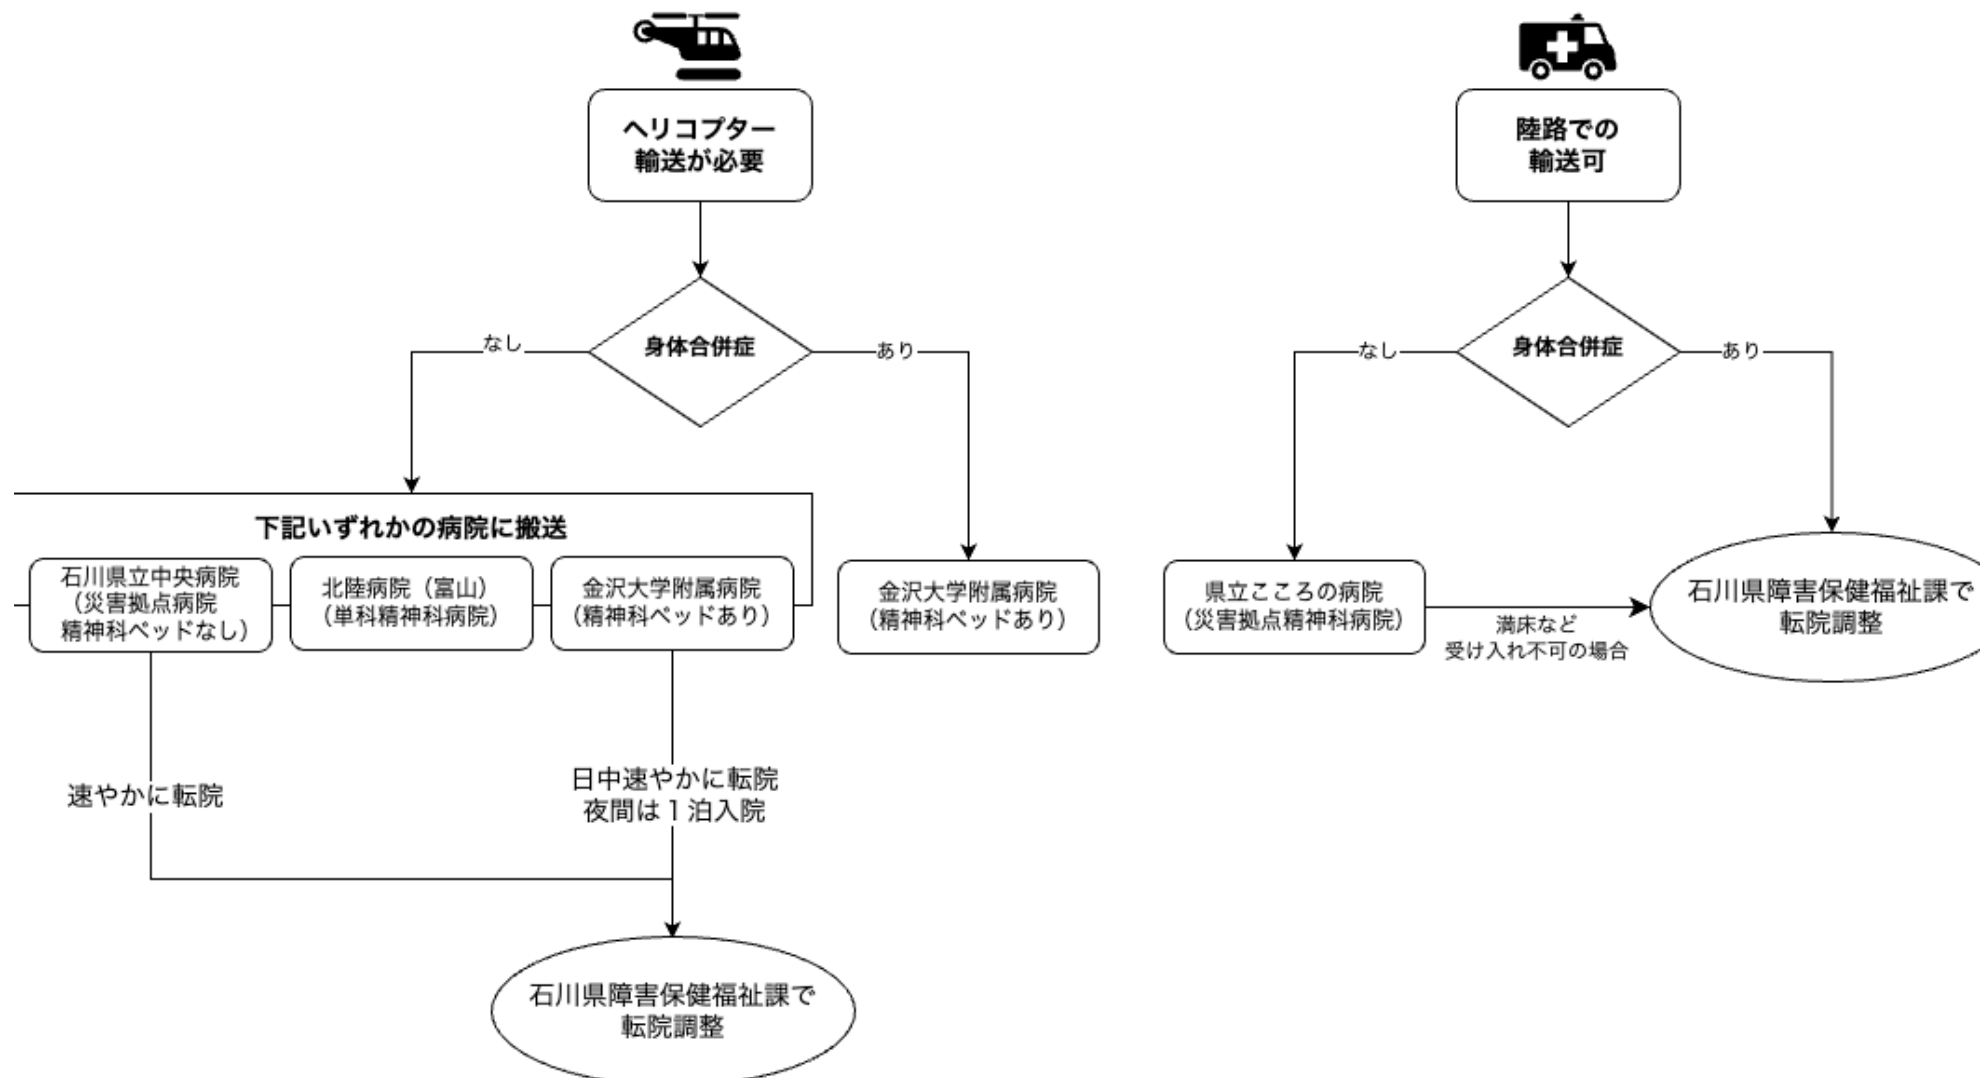 ヘリコプター
輸送が必要
身体合併症
なし
あり
下記いずれかの病院に搬送
石川県立中央病院
（災害拠点病院
精神科ベッドなし）
北陸病院（富山）
（単科精神科病院）
金沢大学附属病院
（精神科ベッドあり）
金沢大学附属病院
（精神科ベッドあり）
速やかに転院
日中速やかに転院
夜間は１泊入院
石川県障害保健福祉課で
転院調整
陸路での
輸送可
身体合併症
なし
あり
県立こころの病院
（災害拠点精神科病院）
満床など
受け入れ不可の場合
石川県障害保健福祉課で
転院調整